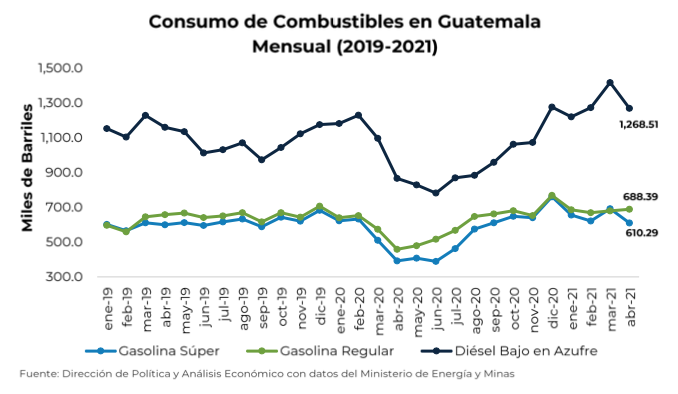 Consumo de Combustibles en Guatemala
Mensual (2019-2021)
Miles de Barriles
1,500.0
1,300.0
1,100.0
900.0
700.0
500.0
300.0
1,268.51
688.39
610.29
ene-19
feb-19
mar-19
abr-19
may-19
jun-19
jul-19
ago-19
sep-19
oct-19
nov-19
dic-19
ene-20
feb-20
mar-20
abr-20
may-20
jun-20
jul-20
ago-20
sep-20
oct-20
nov-20
dic-20
ene-21
feb-21
mar-21
abr-21
Gasolina Súper Gasolina Regular Diésel Bajo en Azufre
Fuente: Dirección de Política y Análisis Económico con datos del Ministerio de Energía y Minas